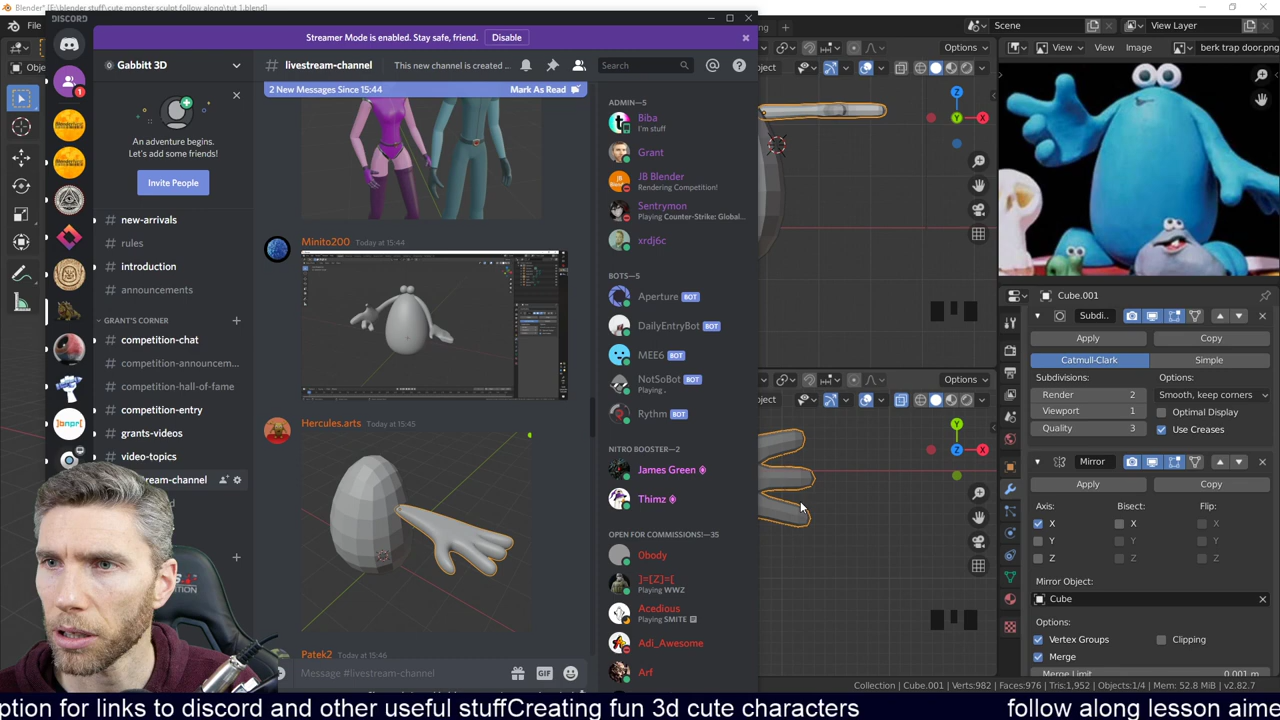 Blender* [E:\blender stuff\cute monster sculpt follow along\tut 1.blend]
DISCORD
File
Streamer Mode is enabled. Stay safe, friend.
Disable
Scene
View Layer
Gabbitt 3D
# livestream-channel
This new channel is created ...
Search
Options
View
View
Image
berk trap door.png
2 New Messages Since 15:44
Mark As Read
An adventure begins.
Let's add some friends!
Invite People
# new-arrivals
# rules
# introduction
# announcements
GRANT'S CORNER
# competition-chat
# competition-announcem...
# competition-hall-of-fame
# competition-entry
# grants-videos
# video-topics
stream-channel
Minito200 Today at 15:44
Hercules.arts Today at 15:45
Patek2 Today at 15:46
Message #livestream-channel
GIF
ADMIN—5
Biba
I'm stuff
Grant
JB Blender
Rendering Competition!
Sentrymon
Playing Counter-Strike: Global...
xrdj6c
BOTS—5
Aperture BOT
DailyEntryBot BOT
MEE6 BOT
NotSoBot BOT
Playing .
Rythm BOT
NITRO BOOSTER—2
James Green
Thimz
OPEN FOR COMMISSIONS!—35
0body
]=[Z]=[
Playing WWZ
Acedious
Playing SMITE
Adi_Awesome
Arf
Z
Y
X
Options
Y
Z
X
Cube.001
Subdi..
Apply
Copy
Catmull-Clark
Simple
Subdivisions:
Options:
Render 2
Smooth, keep corners
Viewport 1
Optimal Display
Quality 3
Use Creases
Mirror
Apply
Copy
Axis:
Bisect:
Flip:
X
X
X
Y
Y
Y
Z
Z
Z
Mirror Object:
Cube
Options:
Vertex Groups
Clipping
Merge
Merge Limit 0.001 m
Collection | Cube.001 | Verts:982 | Faces:976 | Tris:1,952 | Objects:1/4 | Mem: 52.8 MiB | v2.82.7
ption for links to discord and other useful stuffCreating fun 3d cute characters
follow along lesson aime